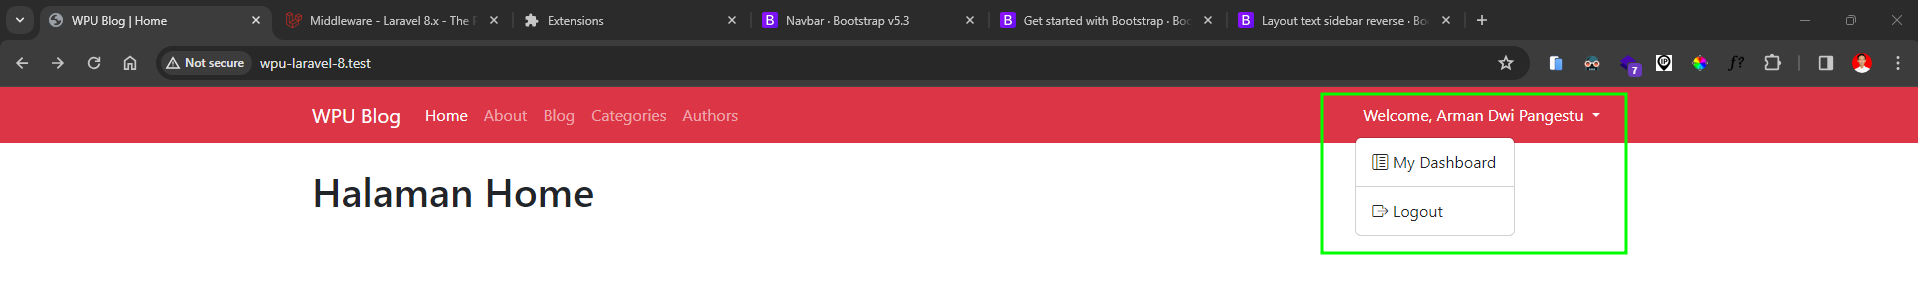 WPU Blog | Home
Middleware - Laravel 8.x - The
Extensions
Navbar · Bootstrap v5.3
Get started with Bootstrap ·
Layout text sidebar reverse ·
Not secure
wpu-laravel-8.test
7
f?
WPU Blog Home About Blog Categories Authors
Welcome, Arman Dwi Pangestu
My Dashboard
Logout
Halaman Home